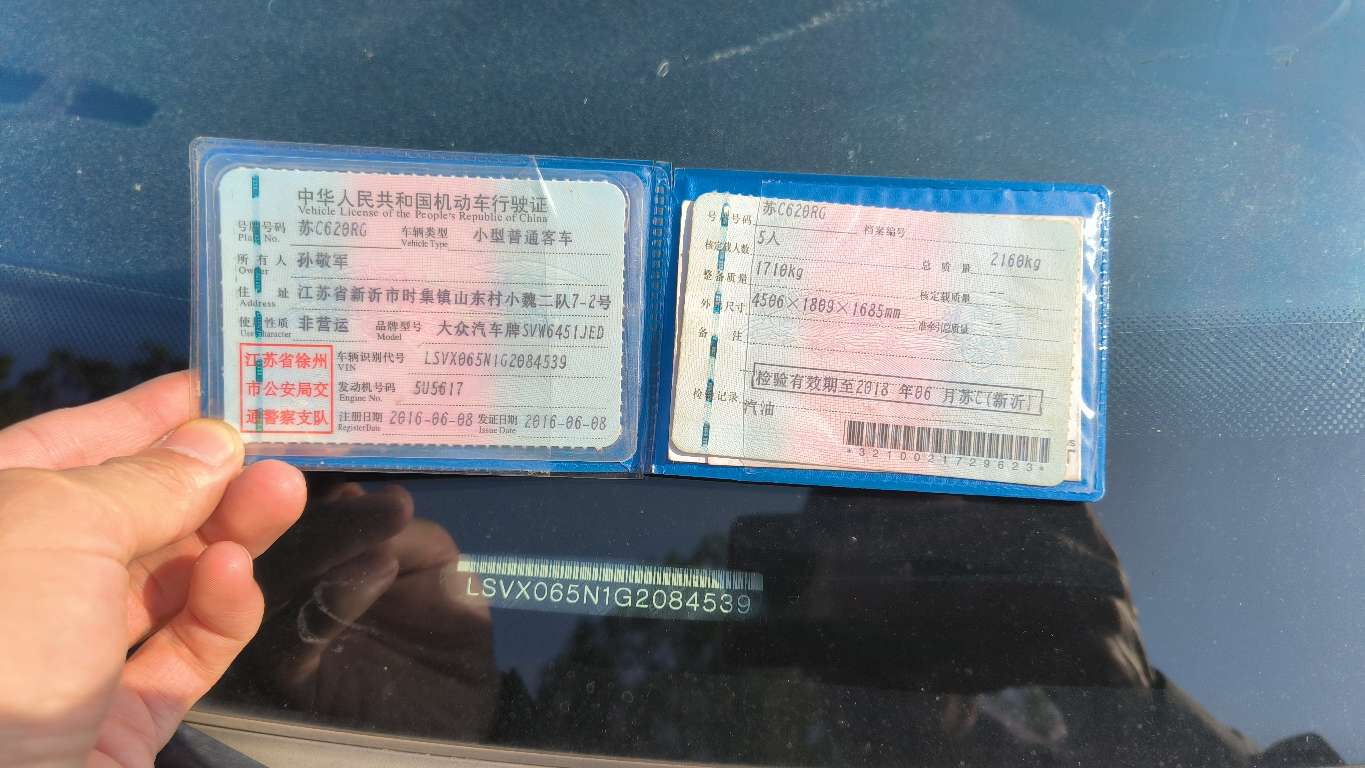 中华人民共和国机动车行驶证
Vehicle License of the People's Republic of China
号牌号码 苏C620RG 车辆类型 小型普通客车
Plate No. Vehicle Type
所有人 孙敬军
Owner
住址 江苏省新沂市时集镇山东村小魏二队7-2号
Address
使用性质 非营运 品牌型号 大众汽车牌SVW6451JED
Use Character Model
江苏省徐州
市公安局交
通警察支队
车辆识别代号 LSVX065N1G2084539
VIN
发动机号码 5U5617
Engine No.
注册日期 2016-06-08 发证日期 2016-06-08
Register Date Issue Date
号牌号码 苏C620RG 档案编号
核定载人数 5人 总质量 2160kg
整备质量 1710kg 核定载质量 --
外廓尺寸 4506×1809×1685mm 准牵引总质量 --
备注
检验有效期至2018 年06 月苏C(新沂)
检验记录
汽油
*3210021729623*
LSVX065N1G2084539